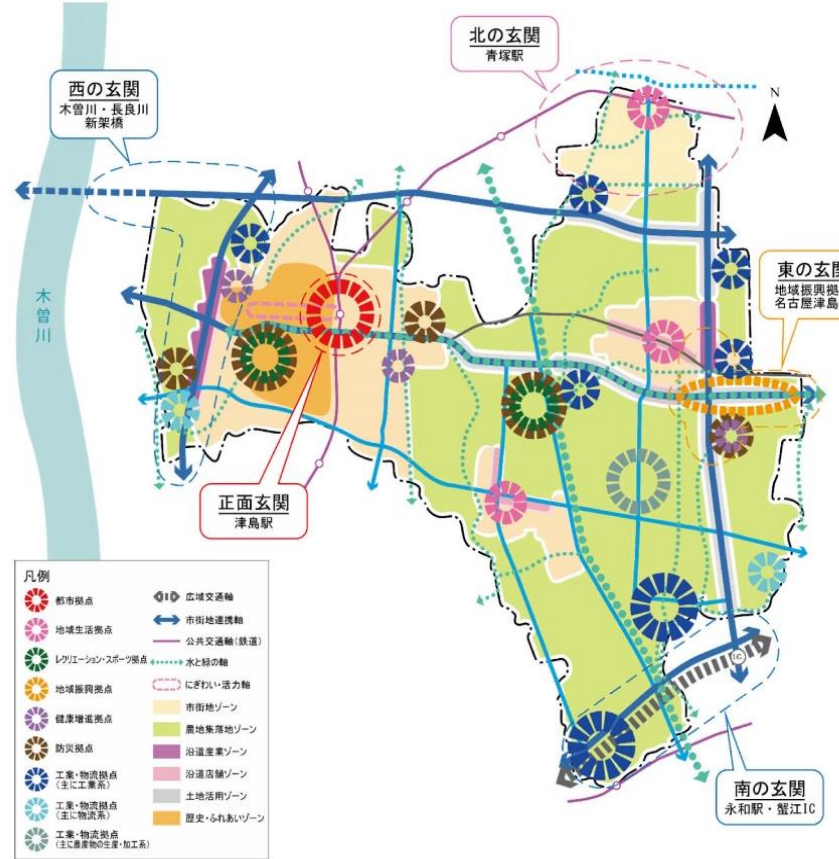 北の玄関
青塚駅
西の玄関
木曽川・長良川
新架橋
N
木曽川
東の玄関
地域振興拠
名古屋津島
正面玄関
津島駅
I.C
南の玄関
永和駅・蟹江IC
凡例
都市拠点
地域生活拠点
レクリエーション・スポーツ拠点
地域振興拠点
健康増進拠点
防災拠点
工業・物流拠点
(主に工業系)
工業・物流拠点
(主に物流系)
工業・物流拠点
(主に農産物の生産・加工系)
広域交通軸
市街地連携軸
公共交通軸(鉄道)
水と緑の軸
にぎわい・活力軸
市街地ゾーン
農地集落地ゾーン
沿道産業ゾーン
沿道店舗ゾーン
土地活用ゾーン
歴史・ふれあいゾーン